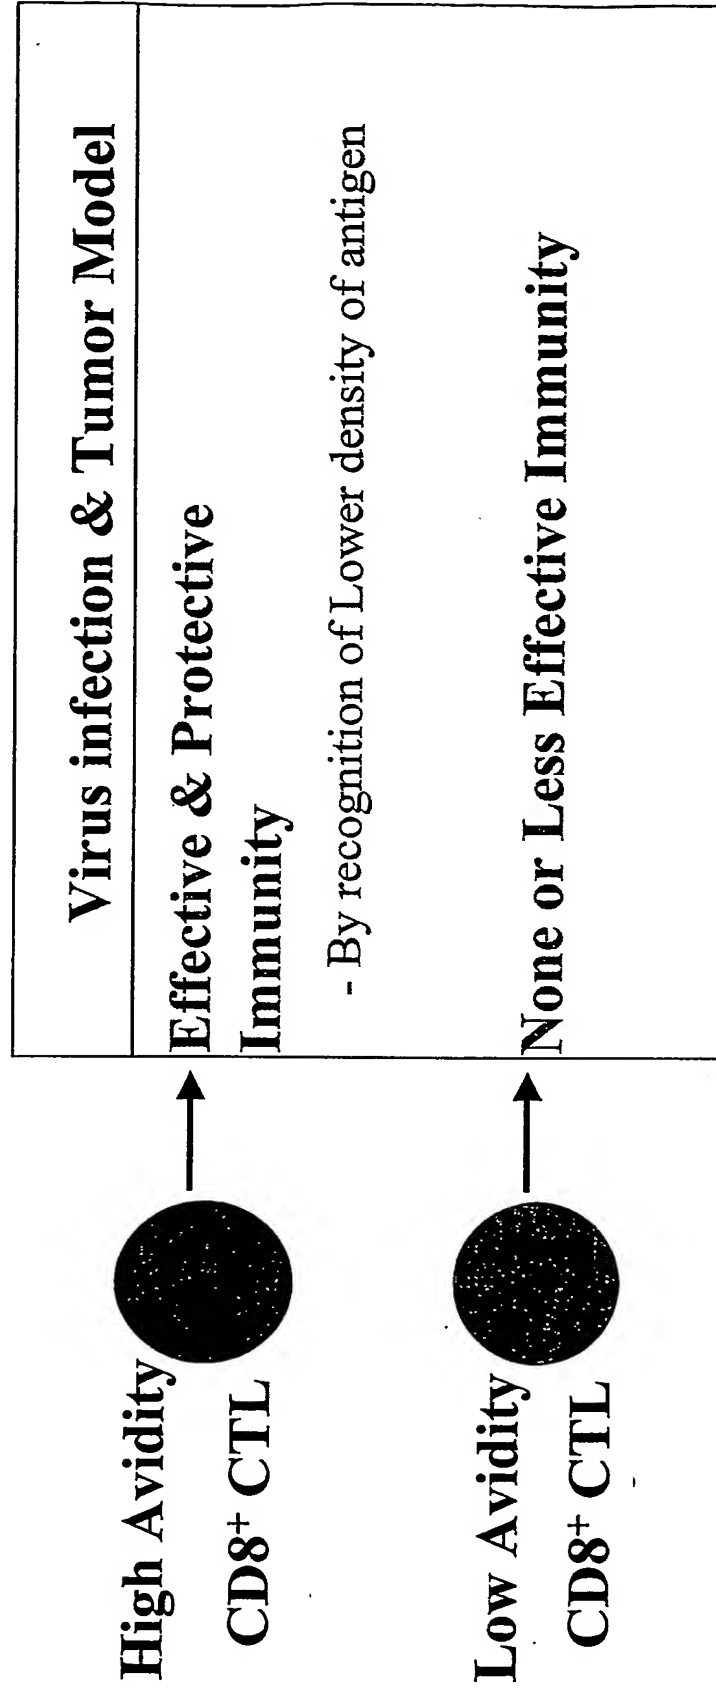 Virus infection & Tumor Model
High Avidity
CD8+ CTL
Effective & Protective
Immunity
- By recognition of Lower density of antigen
Low Avidity
CD8+ CTL
None or Less Effective Immunity